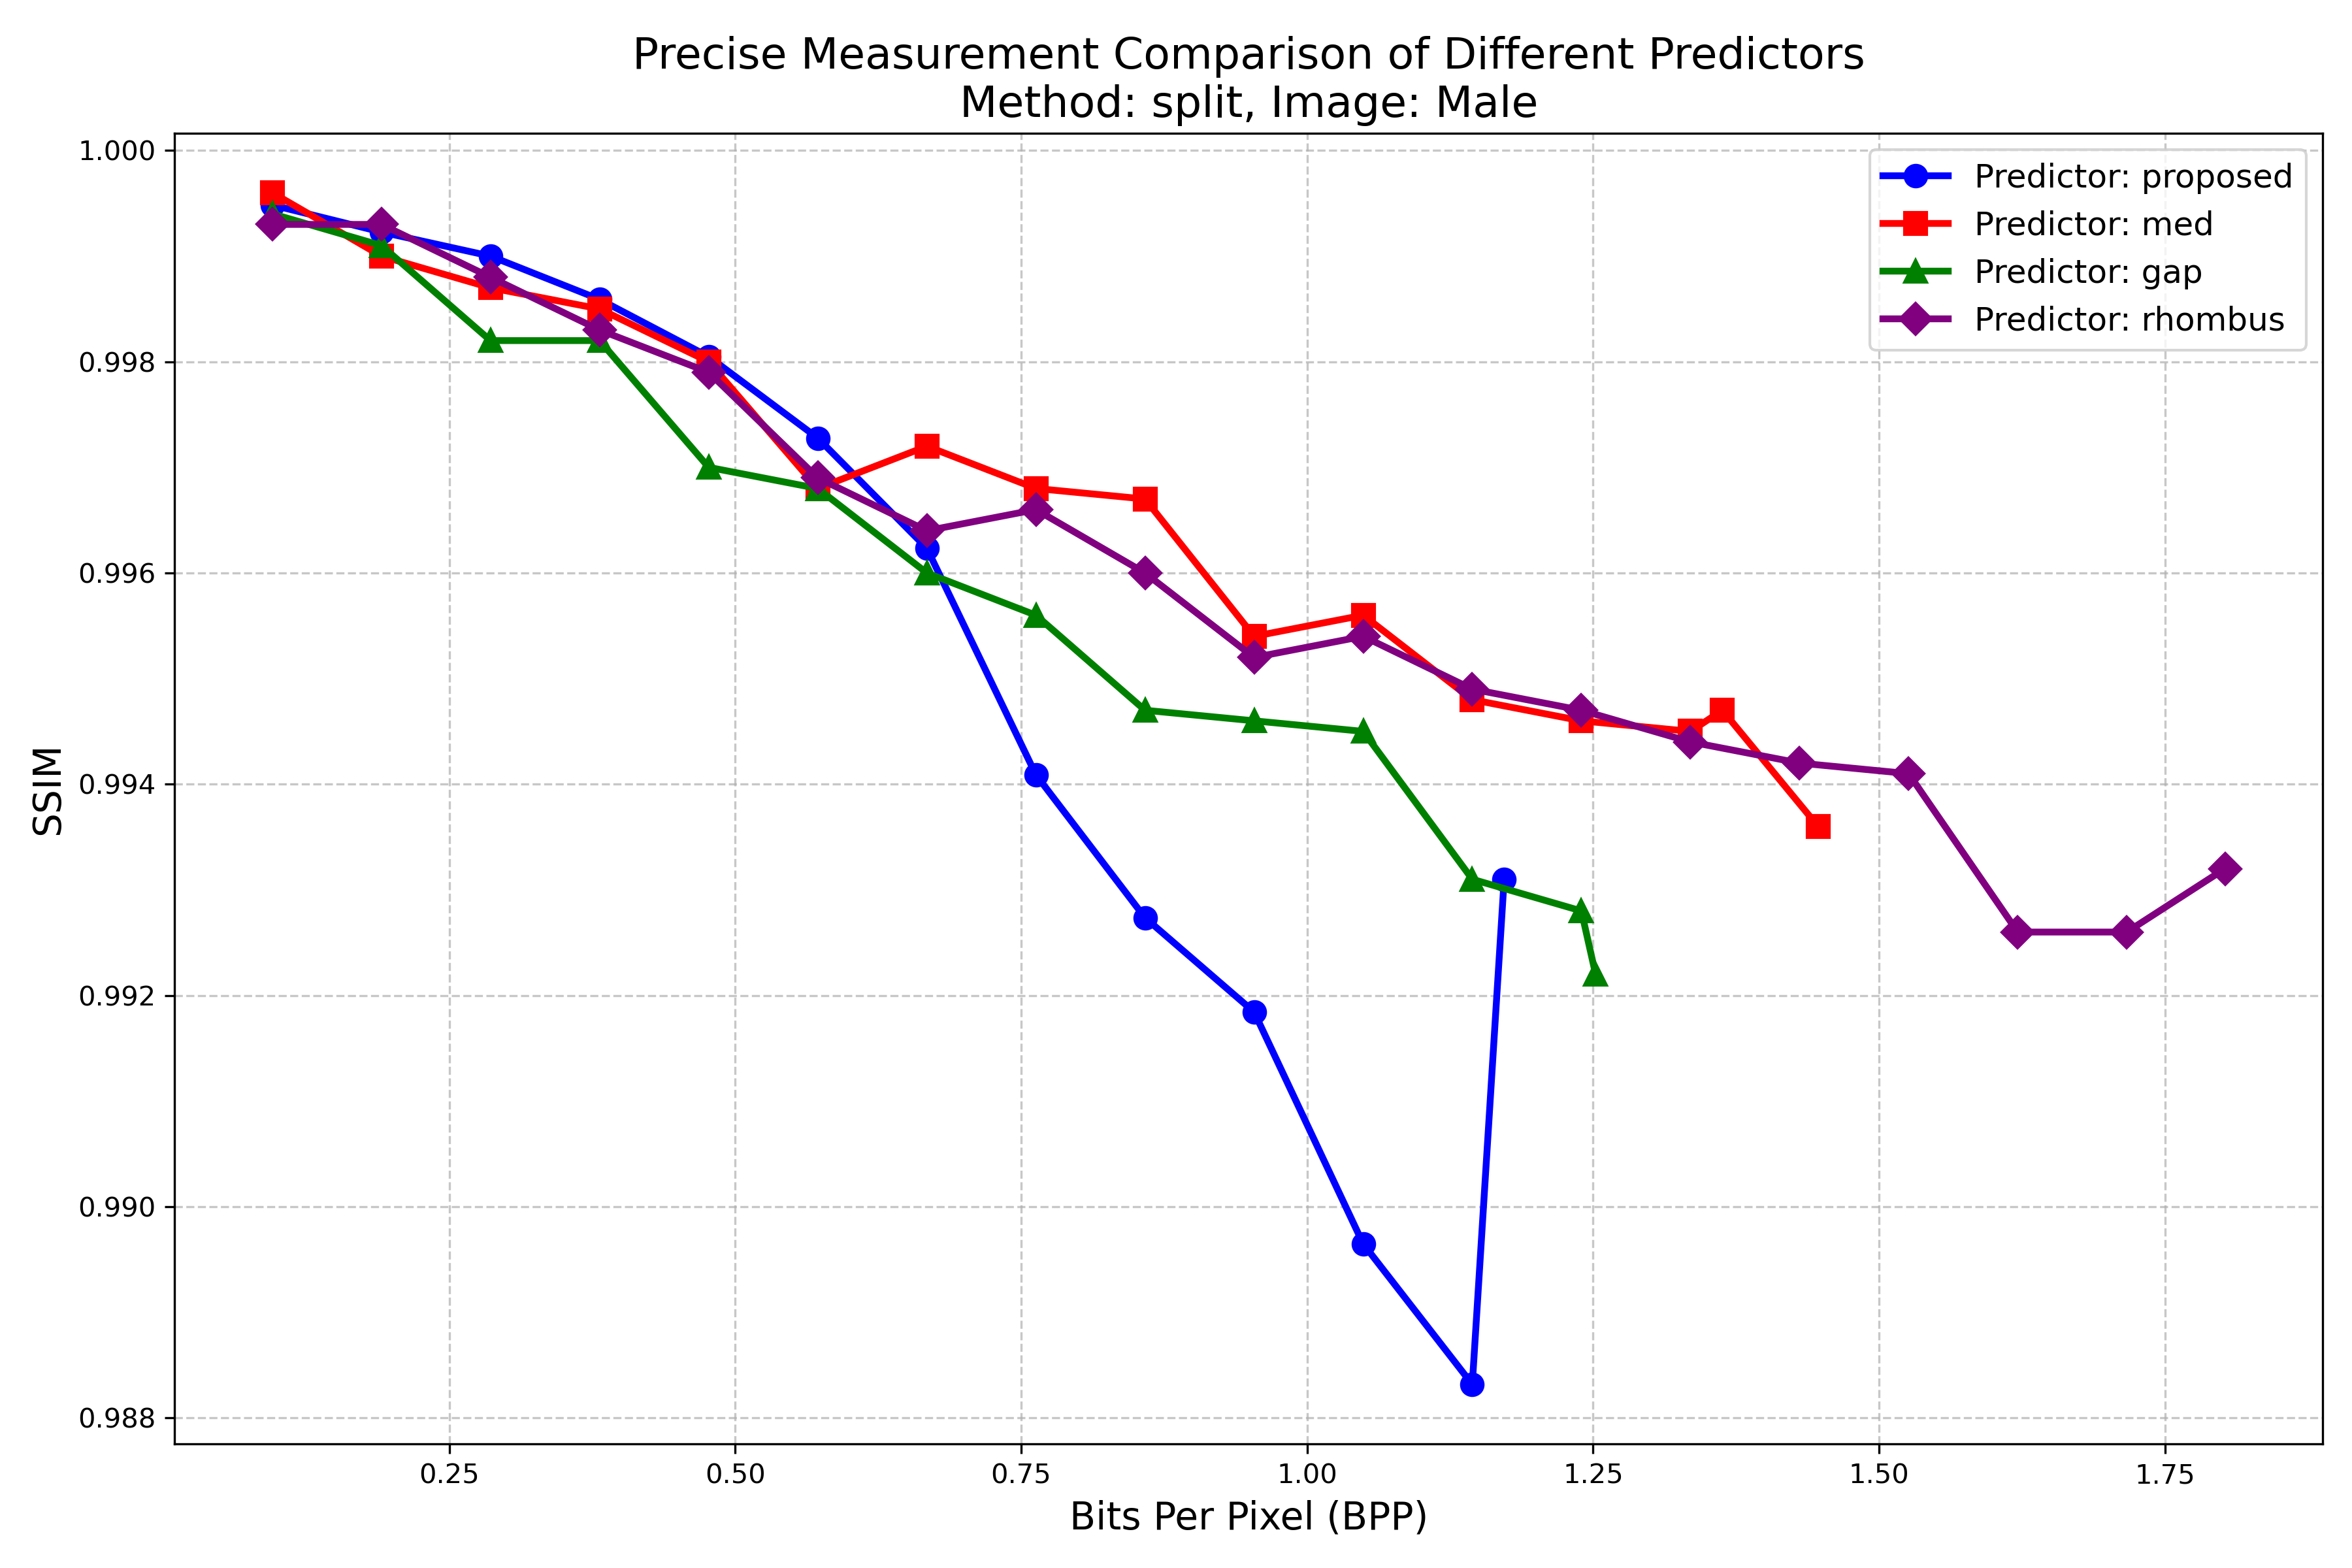 Precise Measurement Comparison of Different Predictors
Method: split, Image: Male
1.000
0.998
0.996
0.994
0.992
0.990
0.988
SSIM
Predictor: proposed
Predictor: med
Predictor: gap
Predictor: rhombus
0.25 0.50 0.75 1.00 1.25 1.50 1.75
Bits Per Pixel (BPP)